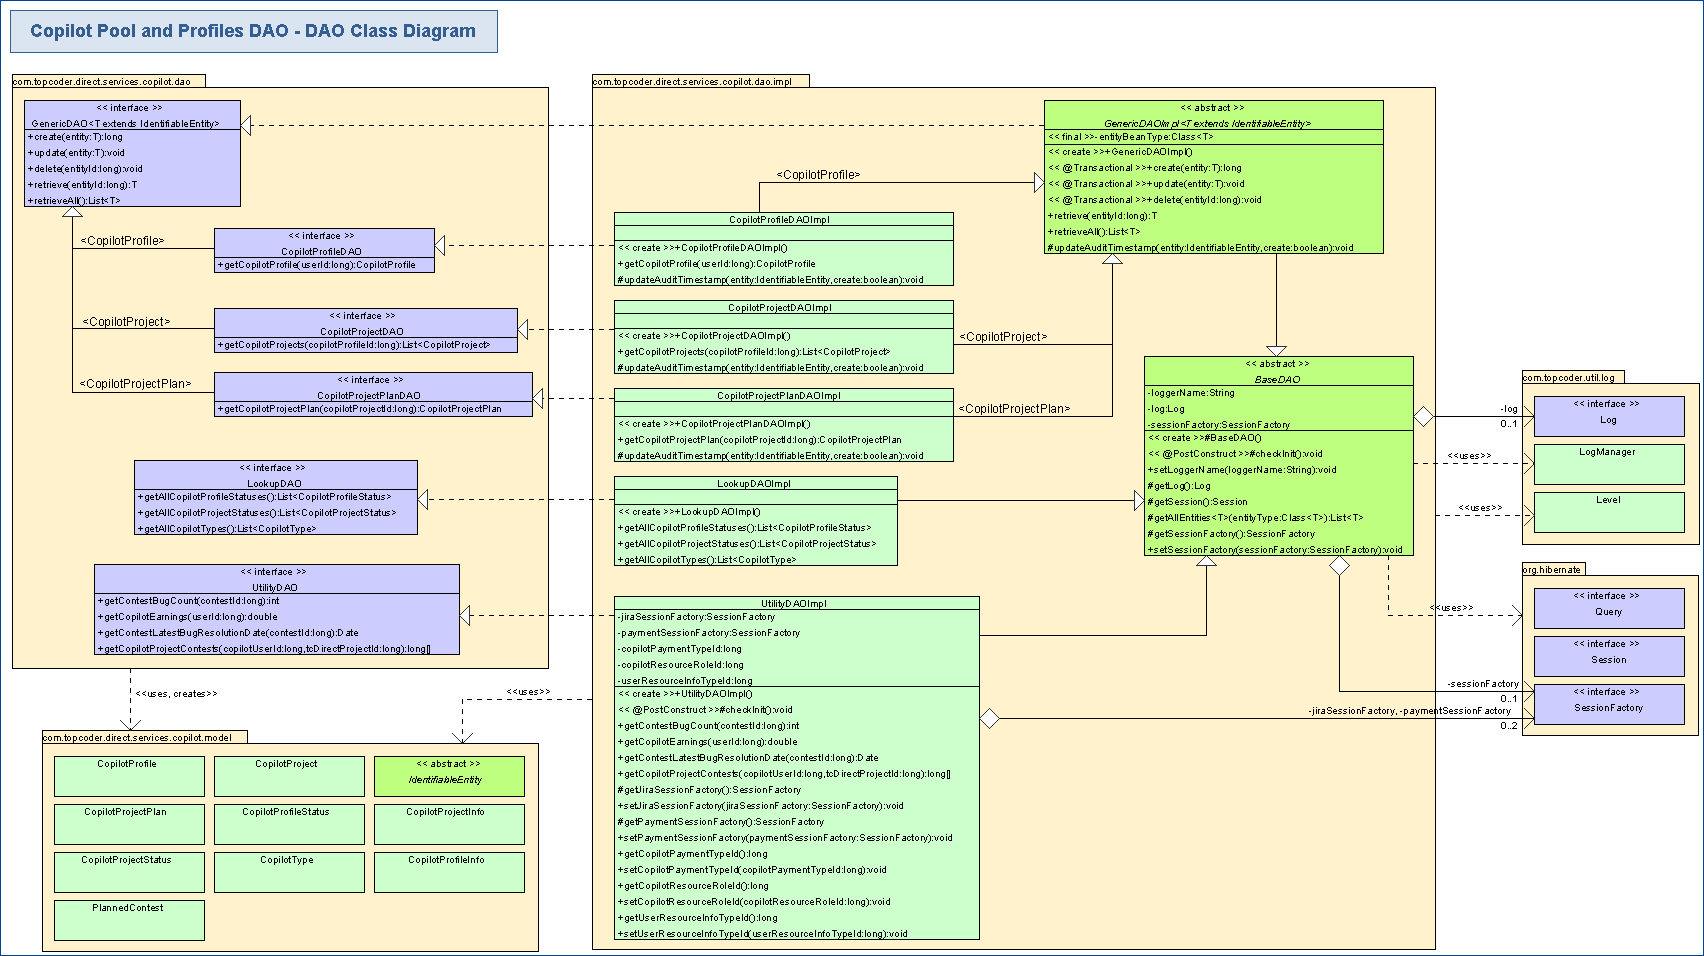 Copilot Pool and Profiles DAO - DAO Class Diagram
com.topcoder.direct.services.copilot.dao
<< interface >>
GenericDAO<T extends IdentifiableEntity>
+create(entity:T):long
+update(entity:T):void
+delete(entityId:long):void
+retrieve(entityId:long):T
+retrieveAll():List<T>
<CopilotProfile>
<< interface >>
CopilotProfileDAO
+getCopilotProfile(userId:long):CopilotProfile
<CopilotProject>
<< interface >>
CopilotProjectDAO
+getCopilotProjects(copilotProfileId:long):List<CopilotProject>
<CopilotProjectPlan>
<< interface >>
CopilotProjectPlanDAO
+getCopilotProjectPlan(copilotProjectId:long):CopilotProjectPlan
<< interface >>
LookupDAO
+getAllCopilotProfileStatuses():List<CopilotProfileStatus>
+getAllCopilotProjectStatuses():List<CopilotProjectStatus>
+getAllCopilotTypes():List<CopilotType>
<< interface >>
UtilityDAO
+getContestBugCount(contestId:long):int
+getCopilotEarnings(userId:long):double
+getContestLatestBugResolutionDate(contestId:long):Date
+getCopilotProjectContests(copilotUserId:long,tcDirectProjectId:long):long[]
<<uses, creates>>
<<uses>>
com.topcoder.direct.services.copilot.model
CopilotProfile
CopilotProject
<< abstract >>
IdentifiableEntity
CopilotProjectPlan
CopilotProfileStatus
CopilotProjectInfo
CopilotProjectStatus
CopilotType
CopilotProfileInfo
PlannedContest
com.topcoder.direct.services.copilot.dao.impl
<< abstract >>
GenericDAOImpl<T extends IdentifiableEntity>
<< final >>-entityBeanType:Class<T>
<< create >>+GenericDAOImpl()
<< @Transactional >>+create(entity:T):long
<< @Transactional >>+update(entity:T):void
<< @Transactional >>+delete(entityId:long):void
+retrieve(entityId:long):T
+retrieveAll():List<T>
#updateAuditTimestamp(entity:IdentifiableEntity,create:boolean):void
<CopilotProfile>
CopilotProfileDAOImpl
<< create >>+CopilotProfileDAOImpl()
+getCopilotProfile(userId:long):CopilotProfile
#updateAuditTimestamp(entity:IdentifiableEntity,create:boolean):void
CopilotProjectDAOImpl
<< create >>+CopilotProjectDAOImpl()
+getCopilotProjects(copilotProfileId:long):List<CopilotProject>
#updateAuditTimestamp(entity:IdentifiableEntity,create:boolean):void
<CopilotProject>
CopilotProjectPlanDAOImpl
<< create >>+CopilotProjectPlanDAOImpl()
+getCopilotProjectPlan(copilotProjectId:long):CopilotProjectPlan
#updateAuditTimestamp(entity:IdentifiableEntity,create:boolean):void
<CopilotProjectPlan>
LookupDAOImpl
<< create >>+LookupDAOImpl()
+getAllCopilotProfileStatuses():List<CopilotProfileStatus>
+getAllCopilotProjectStatuses():List<CopilotProjectStatus>
+getAllCopilotTypes():List<CopilotType>
<< abstract >>
BaseDAO
-loggerName:String
-log:Log
-sessionFactory:SessionFactory
<< create >>#BaseDAO()
<< @PostConstruct >>#checkInit():void
+setLoggerName(loggerName:String):void
#getLog():Log
#getSession():Session
#getAllEntities<T>(entityType:Class<T>):List<T>
#getSessionFactory():SessionFactory
+setSessionFactory(sessionFactory:SessionFactory):void
UtilityDAOImpl
-jiraSessionFactory:SessionFactory
-paymentSessionFactory:SessionFactory
-copilotPaymentTypeId:long
-copilotResourceRoleId:long
-userResourceInfoTypeId:long
<< create >>+UtilityDAOImpl()
<< @PostConstruct >>#checkInit():void
+getContestBugCount(contestId:long):int
+getCopilotEarnings(userId:long):double
+getContestLatestBugResolutionDate(contestId:long):Date
+getCopilotProjectContests(copilotUserId:long,tcDirectProjectId:long):long[]
#getJiraSessionFactory():SessionFactory
+setJiraSessionFactory(jiraSessionFactory:SessionFactory):void
#getPaymentSessionFactory():SessionFactory
+setPaymentSessionFactory(paymentSessionFactory:SessionFactory):void
+getCopilotPaymentTypeId():long
+setCopilotPaymentTypeId(copilotPaymentTypeId:long):void
+getCopilotResourceRoleId():long
+setCopilotResourceRoleId(copilotResourceRoleId:long):void
+getUserResourceInfoTypeId():long
+setUserResourceInfoTypeId(userResourceInfoTypeId:long):void
-log
0..1
<<uses>>
<<uses>>
com.topcoder.util.log
<< interface >>
Log
LogManager
Level
<<uses>>
-sessionFactory
0..1
-jiraSessionFactory, -paymentSessionFactory
0..2
org.hibernate
<< interface >>
Query
<< interface >>
Session
<< interface >>
SessionFactory